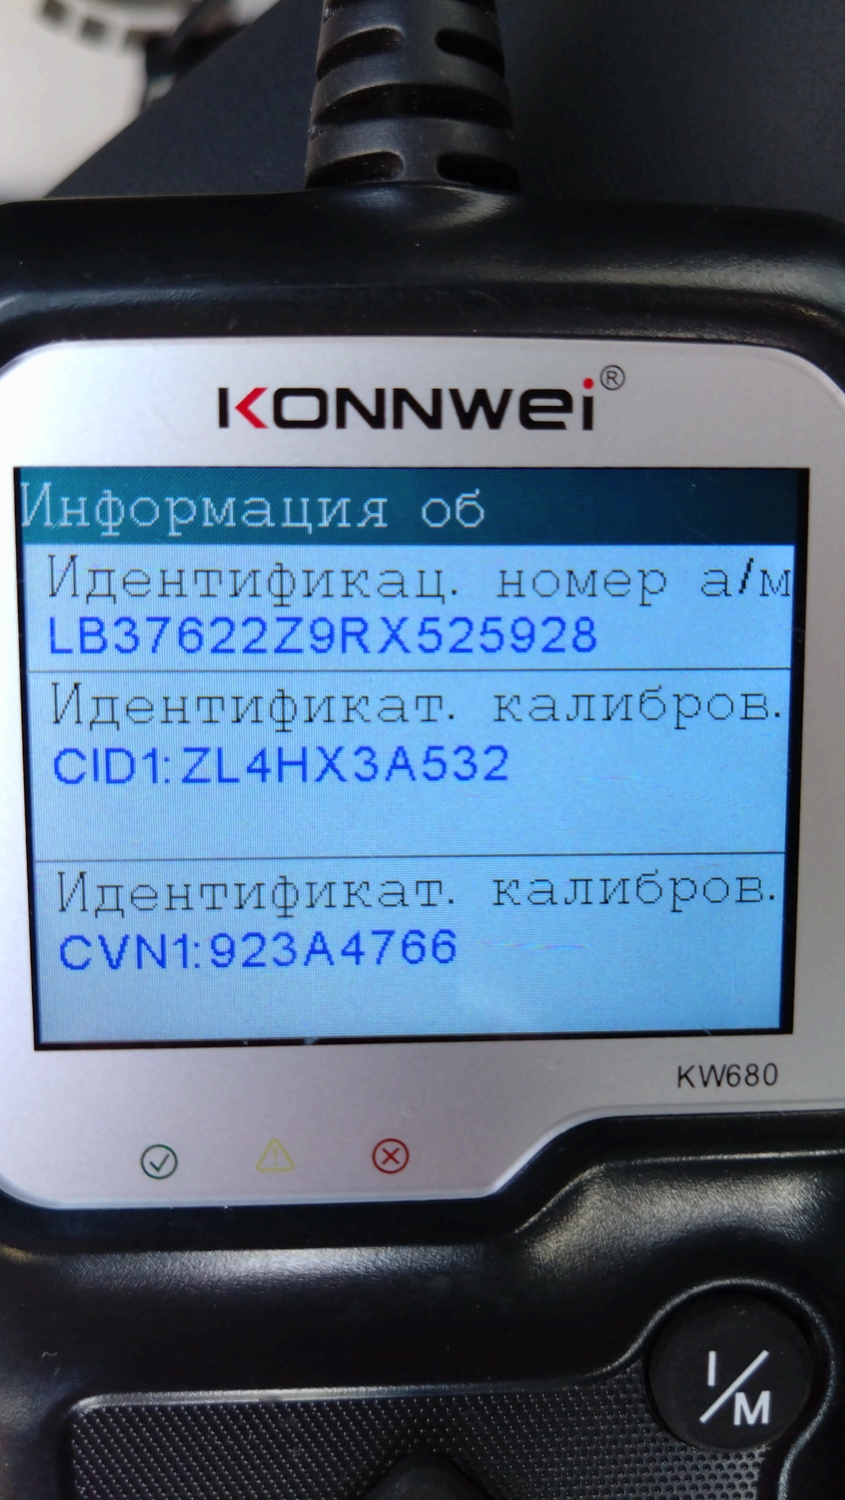 KONNWEI®
Информация об
Идентификац. номер а/м
LB37622Z9RX525928
Идентификат. калибров.
CID1:ZL4HX3A532
Идентификат. калибров.
CVN1:923A4766
KW680
I/M